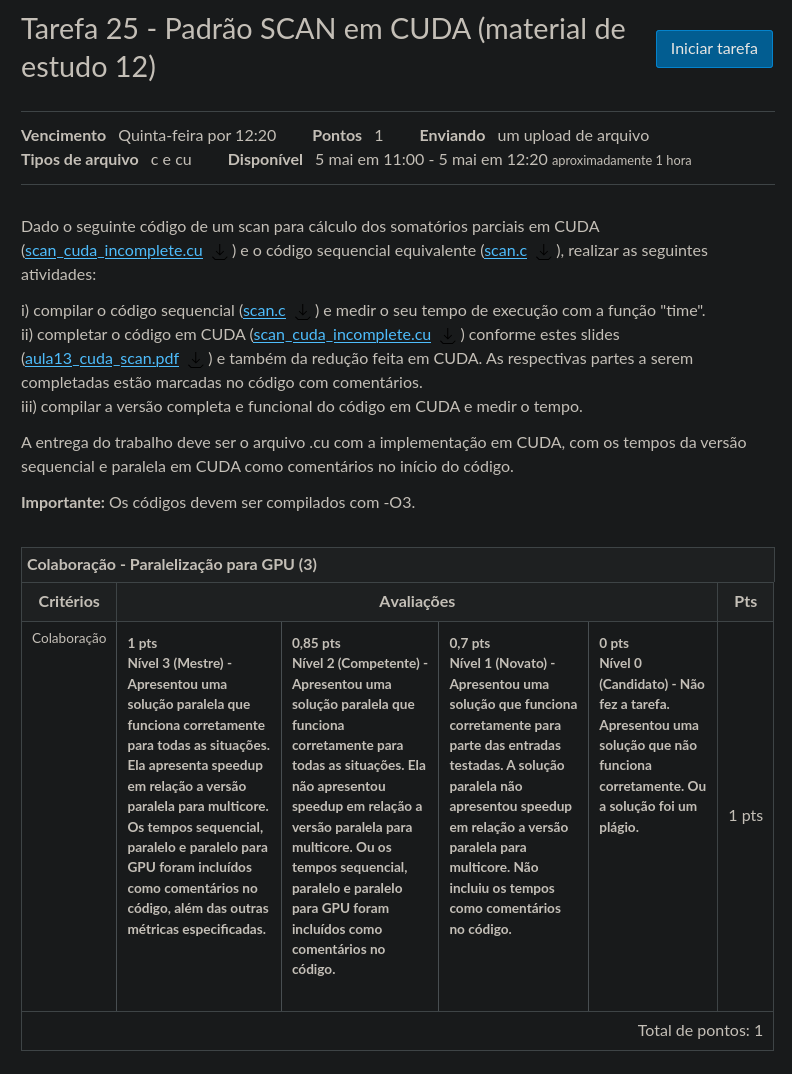 Tarefa 25 - Padrão SCAN em CUDA (material de
estudo 12)
Iniciar tarefa
Vencimento Quinta-feira por 12:20 Pontos 1 Enviando um upload de arquivo
Tipos de arquivo c e cu Disponível 5 mai em 11:00 - 5 mai em 12:20 aproximadamente 1 hora
Dado o seguinte código de um scan para cálculo dos somatórios parciais em CUDA
(scan_cuda_incomplete.cu ) e o código sequencial equivalente (scan.c ), realizar as seguintes
atividades:
i) compilar o código sequencial (scan.c ) e medir o seu tempo de execução com a função "time".
ii) completar o código em CUDA (scan_cuda_incomplete.cu ) conforme estes slides
(aula13_cuda_scan.pdf ) e também da redução feita em CUDA. As respectivas partes a serem
completadas estão marcadas no código com comentários.
iii) compilar a versão completa e funcional do código em CUDA e medir o tempo.
A entrega do trabalho deve ser o arquivo .cu com a implementação em CUDA, com os tempos da versão
sequencial e paralela em CUDA como comentários no início do código.
Importante: Os códigos devem ser compilados com -O3.
Colaboração - Paralelização para GPU (3)
Critérios Avaliações Pts
Colaboração
1 pts
Nível 3 (Mestre) -
Apresentou uma
solução paralela que
funciona corretamente
para todas as situações.
Ela apresenta speedup
em relação a versão
paralela para multicore.
Os tempos sequencial,
paralelo e paralelo para
GPU foram incluídos
como comentários no
código, além das outras
métricas especificadas.
0,85 pts
Nível 2 (Competente) -
Apresentou uma
solução paralela que
funciona
corretamente para
todas as situações. Ela
não apresentou
speedup em relação a
versão paralela para
multicore. Ou os
tempos sequencial,
paralelo e paralelo
para GPU foram
incluídos como
comentários no
código.
0,7 pts
Nível 1 (Novato) -
Apresentou uma
solução que funciona
corretamente para
parte das entradas
testadas. A solução
paralela não
apresentou speedup
em relação a versão
paralela para
multicore. Não
incluiu os tempos
como comentários
no código.
0 pts
Nível 0
(Candidato) - Não
fez a tarefa.
Apresentou uma
solução que não
funciona
corretamente. Ou
a solução foi um
plágio.
1 pts
Total de pontos: 1